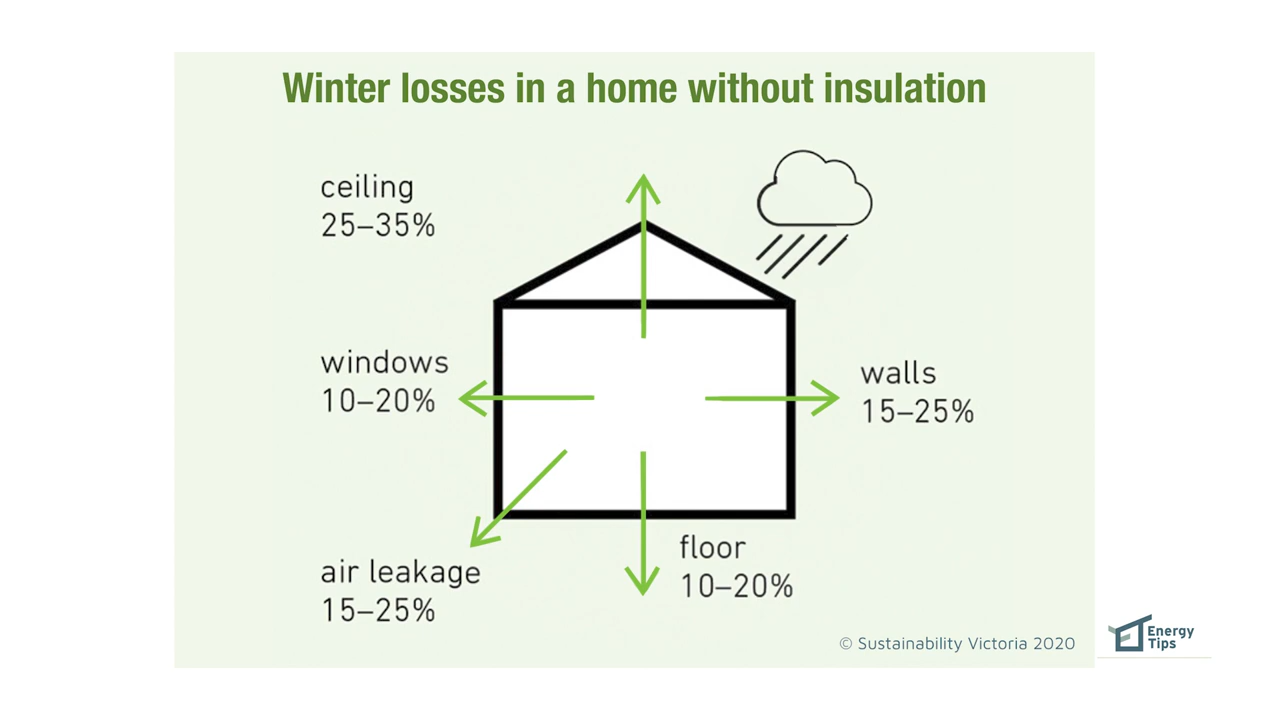 Winter losses in a home without insulation
ceiling
25–35%
windows
10–20%
walls
15–25%
air leakage
15–25%
floor
10–20%
© Sustainability Victoria 2020
Energy
Tips